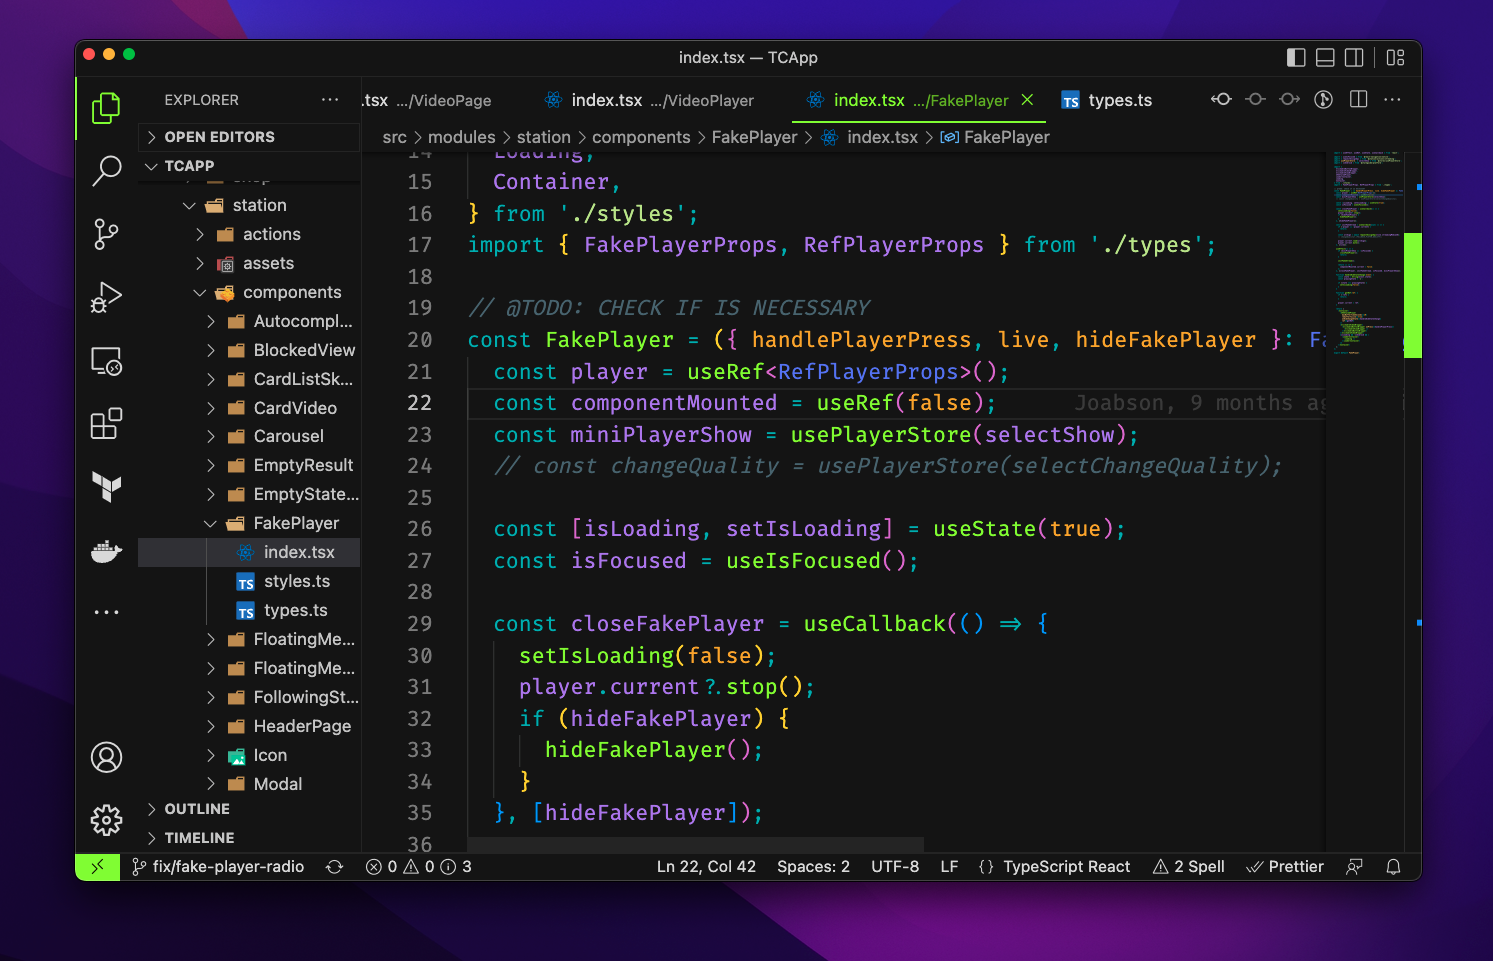 index.tsx — TCApp
EXPLORER
OPEN EDITORS
TCAPP
station
actions
assets
components
Autocompl...
BlockedView
CardListSk...
CardVideo
Carousel
EmptyResult
EmptyState...
FakePlayer
index.tsx
TS styles.ts
TS types.ts
FloatingMe...
FloatingMe...
FollowingSt...
HeaderPage
Icon
Modal
OUTLINE
TIMELINE
.tsx .../VideoPage index.tsx .../VideoPlayer index.tsx .../FakePlayer TS types.ts
src > modules > station > components > FakePlayer > index.tsx > FakePlayer
14 Loading,
15 Container,
16 } from './styles';
17 import { FakePlayerProps, RefPlayerProps } from './types';
18
19 // @TODO: CHECK IF IS NECESSARY
20 const FakePlayer = ({ handlePlayerPress, live, hideFakePlayer }: Fa
21 const player = useRef<RefPlayerProps>();
22 const componentMounted = useRef(false); Joabson, 9 months ag
23 const miniPlayerShow = usePlayerStore(selectShow);
24 // const changeQuality = usePlayerStore(selectChangeQuality);
25
26 const [isLoading, setIsLoading] = useState(true);
27 const isFocused = useIsFocused();
28
29 const closeFakePlayer = useCallback(() => {
30 setIsLoading(false);
31 player.current?.stop();
32 if (hideFakePlayer) {
33 hideFakePlayer();
34 }
35 }, [hideFakePlayer]);
36
fix/fake-player-radio 0 0 3 Ln 22, Col 42 Spaces: 2 UTF-8 LF {} TypeScript React 2 Spell Prettier